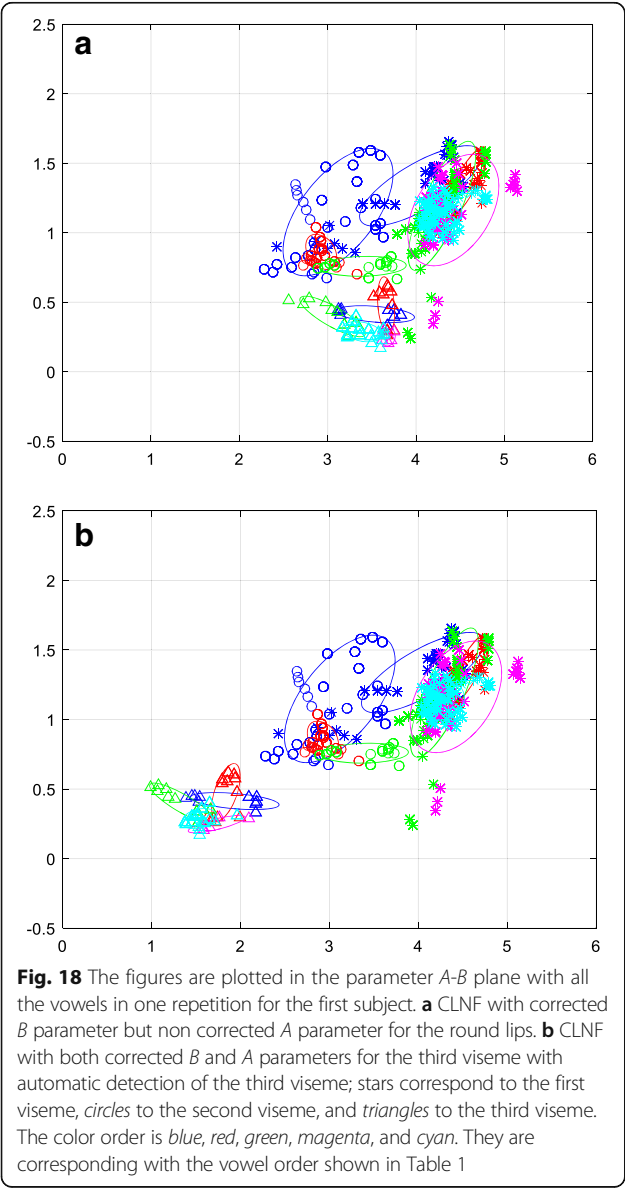 a
2.5
2
1.5
1
0.5
0
-0.5
0 1 2 3 4 5 6
b
2.5
2
1.5
1
0.5
0
-0.5
0 1 2 3 4 5 6
Fig. 18 The figures are plotted in the parameter A-B plane with all
the vowels in one repetition for the first subject. a CLNF with corrected
B parameter but non corrected A parameter for the round lips. b CLNF
with both corrected B and A parameters for the third viseme with
automatic detection of the third viseme; stars correspond to the first
viseme, circles to the second viseme, and triangles to the third viseme.
The color order is blue, red, green, magenta, and cyan. They are
corresponding with the vowel order shown in Table 1